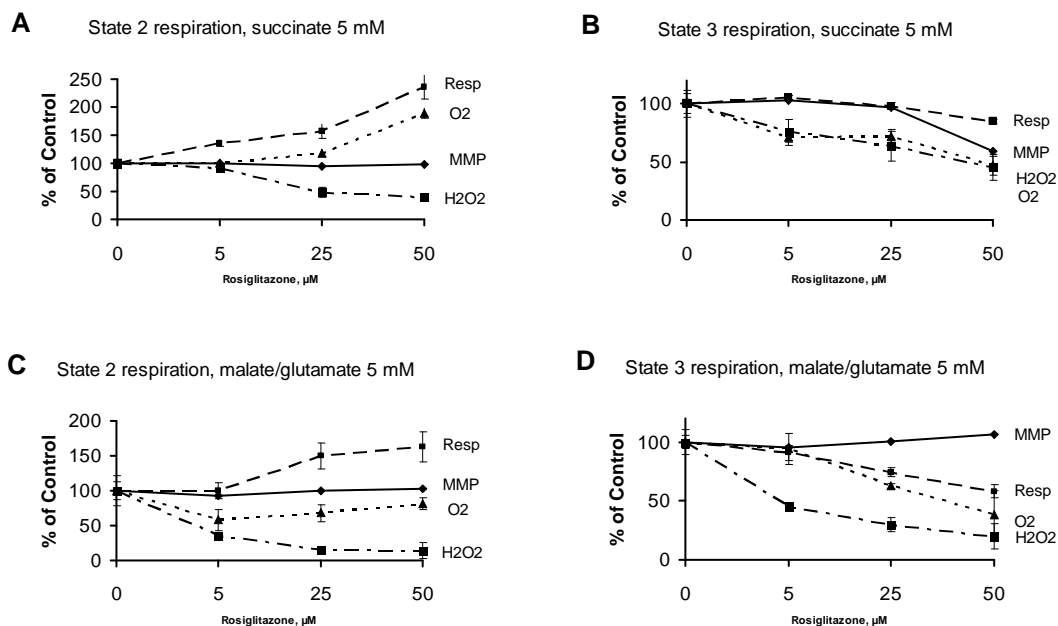 A
State 2 respiration, succinate 5 mM
% of Control
250
200
150
100
50
0
Resp
O2
MMP
H2O2
0 5 25 50
Rosiglitazone, µM
B
State 3 respiration, succinate 5 mM
% of Control
100
50
0
Resp
MMP
H2O2
O2
0 5 25 50
Rosiglitazone, µM
C
State 2 respiration, malate/glutamate 5 mM
% of Control
200
150
100
50
0
Resp
MMP
O2
H2O2
0 5 25 50
Rosiglitazone, µM
D
State 3 respiration, malate/glutamate 5 mM
% of Control
100
50
0
MMP
Resp
O2
H2O2
0 5 25 50
Rosiglitazone, µM